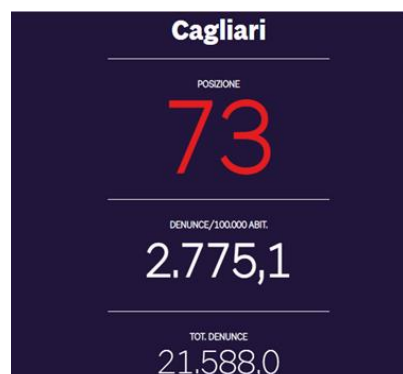 Cagliari
POSIZIONE
73
DENUNCE/100.000 ABIT.
2.775,1
TOT. DENUNCE
21.588,0